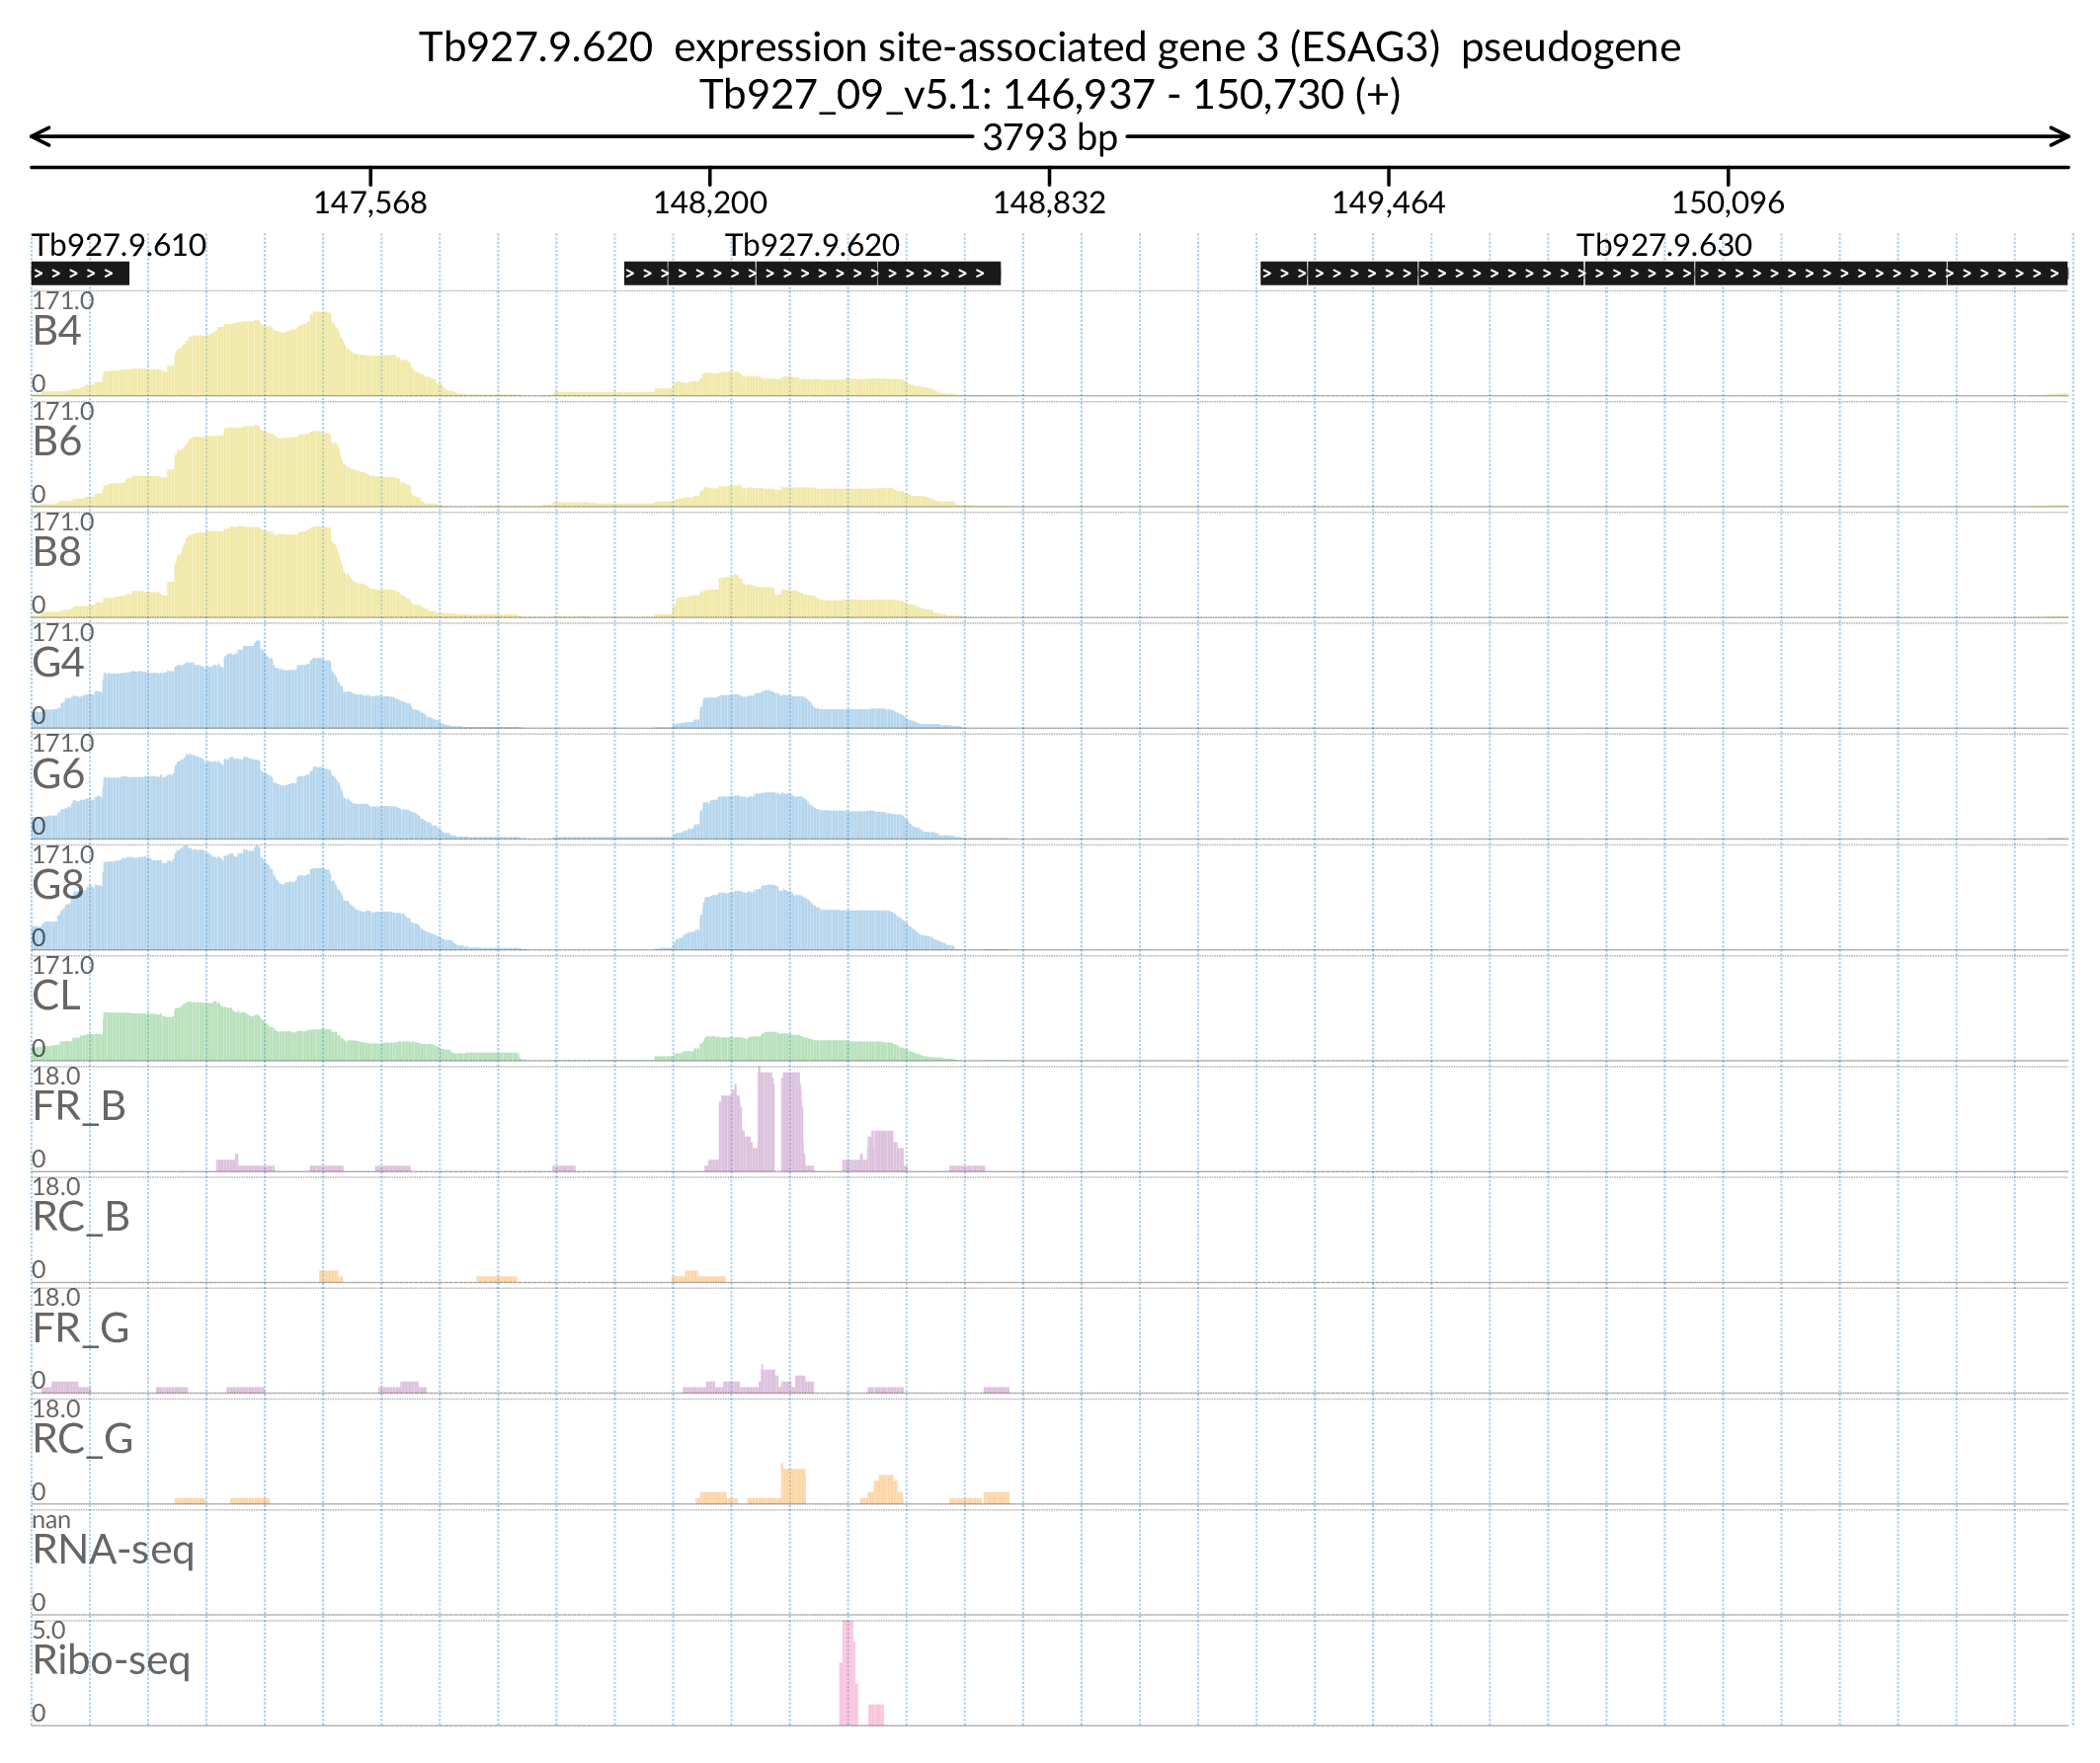 Tb927.9.620 expression site-associated gene 3 (ESAG3) pseudogene
Tb927_09_v5.1: 146,937 - 150,730 (+)
3793 bp
147,568 148,200 148,832 149,464 150,096
Tb927.9.610 Tb927.9.620 Tb927.9.630
171.0
B4
0
171.0
B6
0
171.0
B8
0
171.0
G4
0
171.0
G6
0
171.0
G8
0
171.0
CL
0
18.0
FR_B
0
18.0
RC_B
0
18.0
FR_G
0
18.0
RC_G
0
nan
RNA-seq
0
5.0
Ribo-seq
0